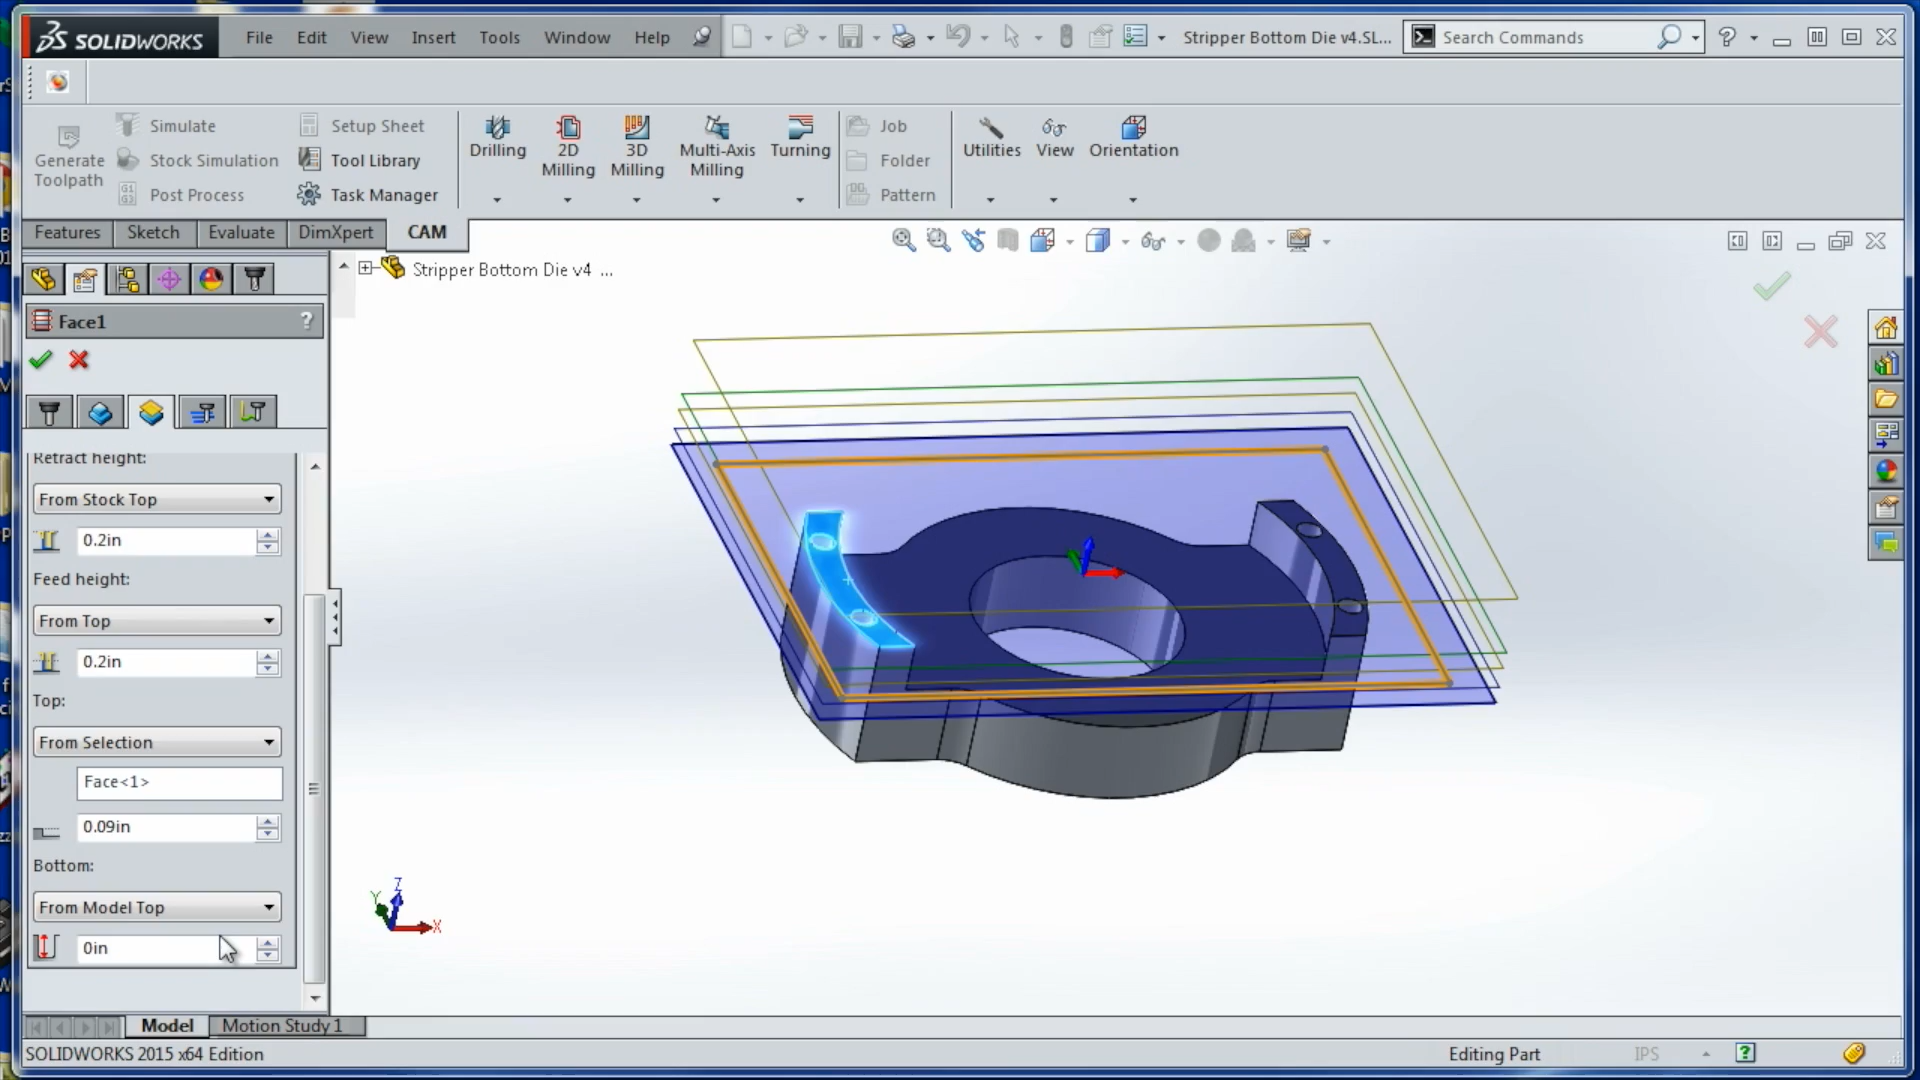 SOLIDWORKS File Edit View Insert Tools Window Help Stripper Bottom Die v4.SL... Search Commands ?
Simulate Setup Sheet Job
Generate Toolpath Stock Simulation Tool Library Drilling 2D Milling 3D Milling Multi-Axis Milling Turning Folder Utilities View Orientation
Post Process Task Manager Pattern
Features Sketch Evaluate DimXpert CAM
Stripper Bottom Die v4 ...
Face1 ?
Retract height:
From Stock Top
0.2in
Feed height:
From Top
0.2in
Top:
From Selection
Face<1>
0.09in
Bottom:
From Model Top
0in
Z
Y
X
Model Motion Study 1
SOLIDWORKS 2015 x64 Edition Editing Part IPS ?